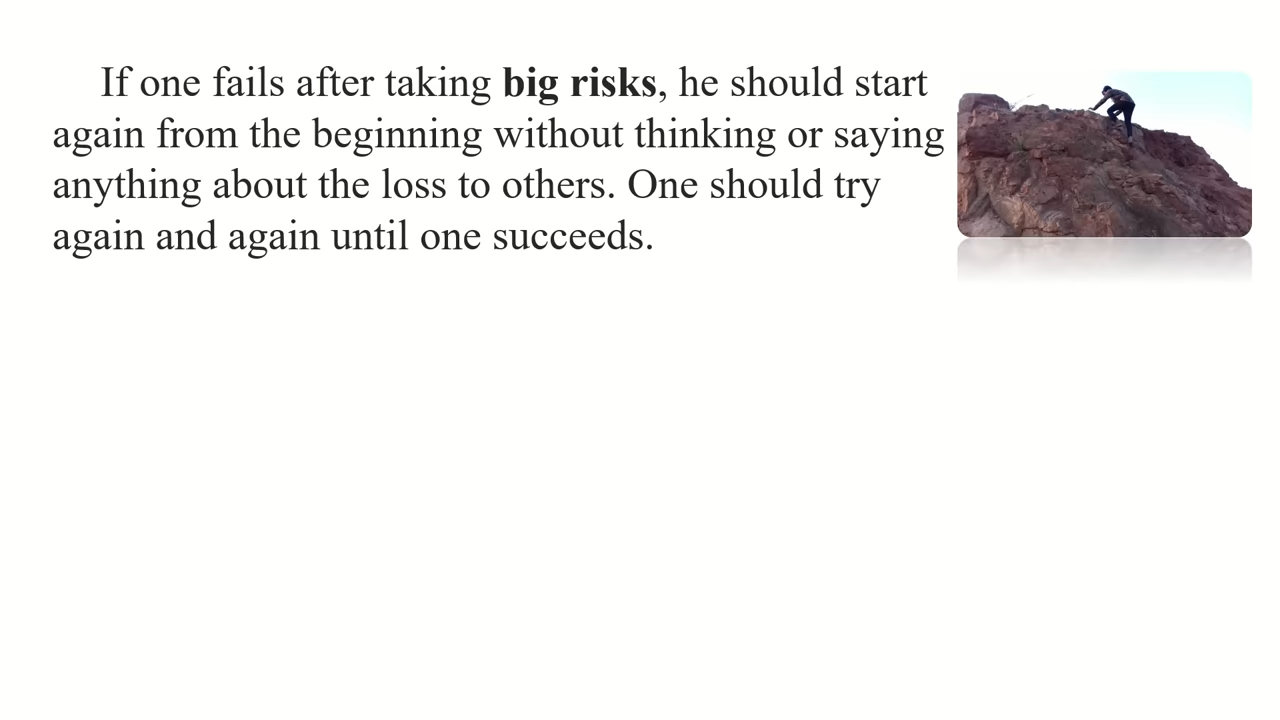 If one fails after taking big risks, he should start
again from the beginning without thinking or saying
anything about the loss to others. One should try
again and again until one succeeds.